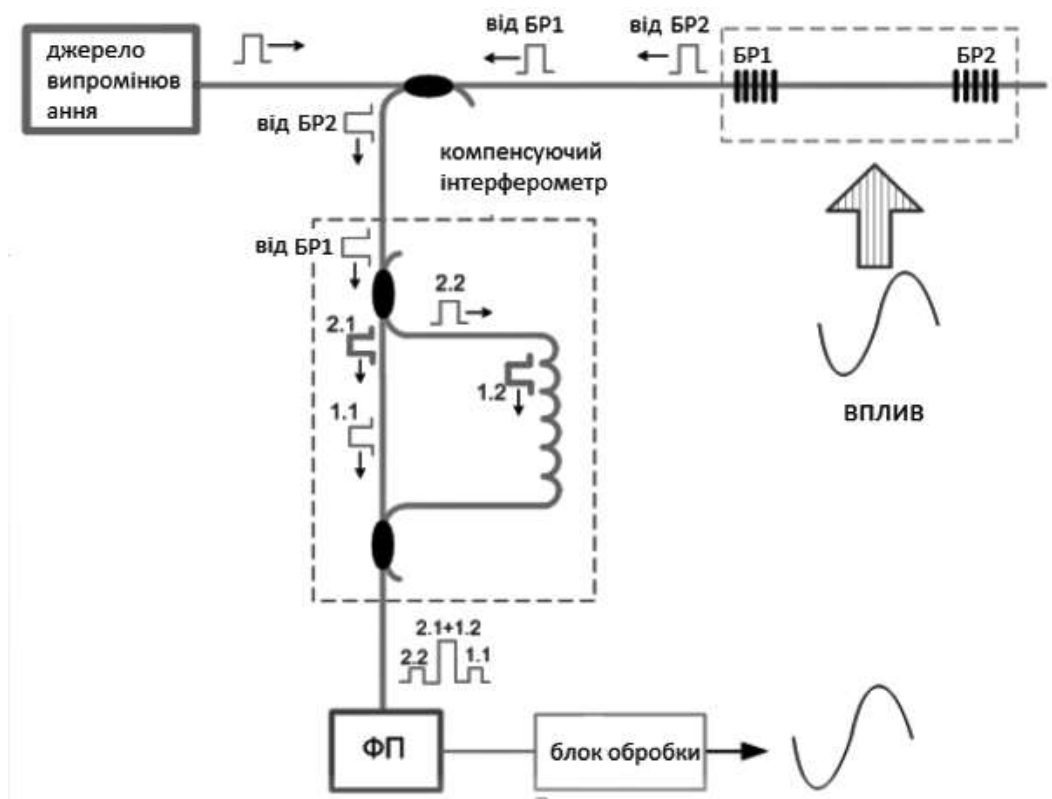 джерело
випромінюв
ання
від БР1
від БР2
БР1
БР2
від БР2
компенсуючий
інтерферометр
від БР1
2.2
2.1
1.2
1.1
ВПЛИВ
2.1+1.2
2.2
1.1
ФП
блок обробки